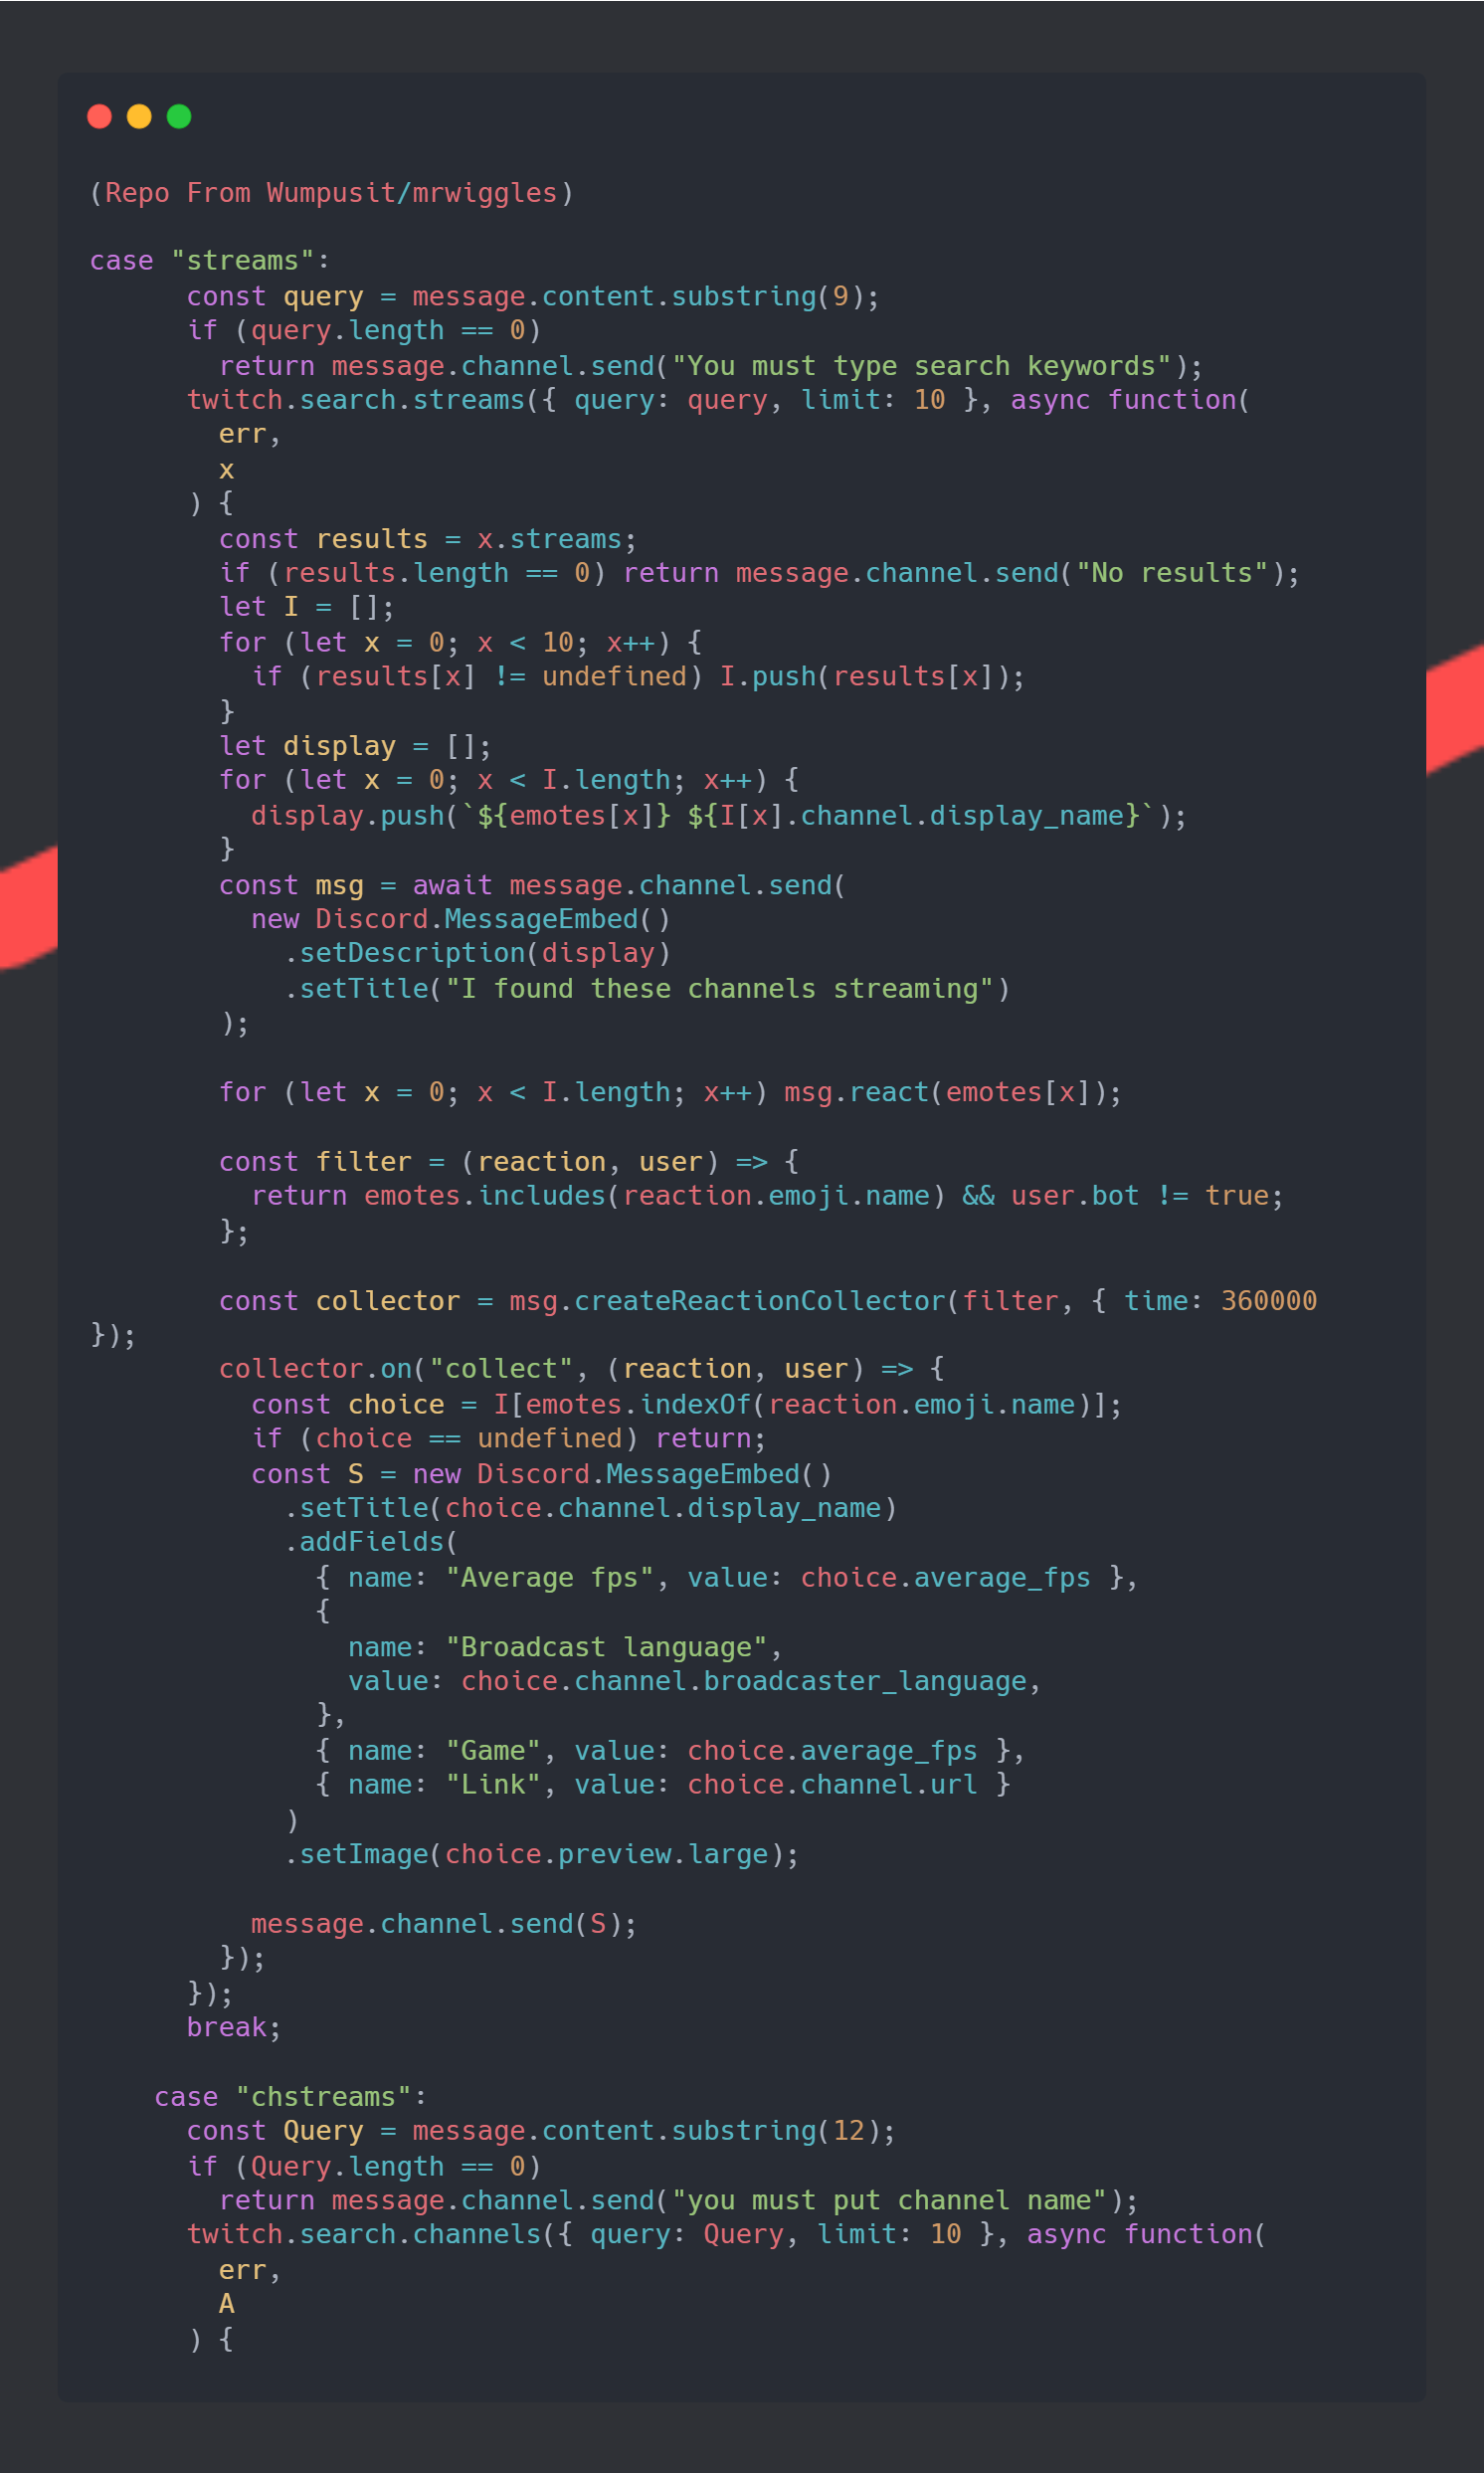 (Repo From Wumpusit/mrwiggles)

case "streams":
      const query = message.content.substring(9);
      if (query.length == 0)
        return message.channel.send("You must type search keywords");
      twitch.search.streams({ query: query, limit: 10 }, async function(
        err,
        x
      ) {
        const results = x.streams;
        if (results.length == 0) return message.channel.send("No results");
        let I = [];
        for (let x = 0; x < 10; x++) {
          if (results[x] != undefined) I.push(results[x]);
        }
        let display = [];
        for (let x = 0; x < I.length; x++) {
          display.push(`${emotes[x]} ${I[x].channel.display_name}`);
        }
        const msg = await message.channel.send(
          new Discord.MessageEmbed()
            .setDescription(display)
            .setTitle("I found these channels streaming")
        );

        for (let x = 0; x < I.length; x++) msg.react(emotes[x]);

        const filter = (reaction, user) => {
          return emotes.includes(reaction.emoji.name) && user.bot != true;
        };

        const collector = msg.createReactionCollector(filter, { time: 360000
});
        collector.on("collect", (reaction, user) => {
          const choice = I[emotes.indexOf(reaction.emoji.name)];
          if (choice == undefined) return;
          const S = new Discord.MessageEmbed()
            .setTitle(choice.channel.display_name)
            .addFields(
              { name: "Average fps", value: choice.average_fps },
              {
                name: "Broadcast language",
                value: choice.channel.broadcaster_language,
              },
              { name: "Game", value: choice.average_fps },
              { name: "Link", value: choice.channel.url }
            )
            .setImage(choice.preview.large);

          message.channel.send(S);
        });
      });
      break;

    case "chstreams":
      const Query = message.content.substring(12);
      if (Query.length == 0)
        return message.channel.send("you must put channel name");
      twitch.search.channels({ query: Query, limit: 10 }, async function(
        err,
        A
      ) {